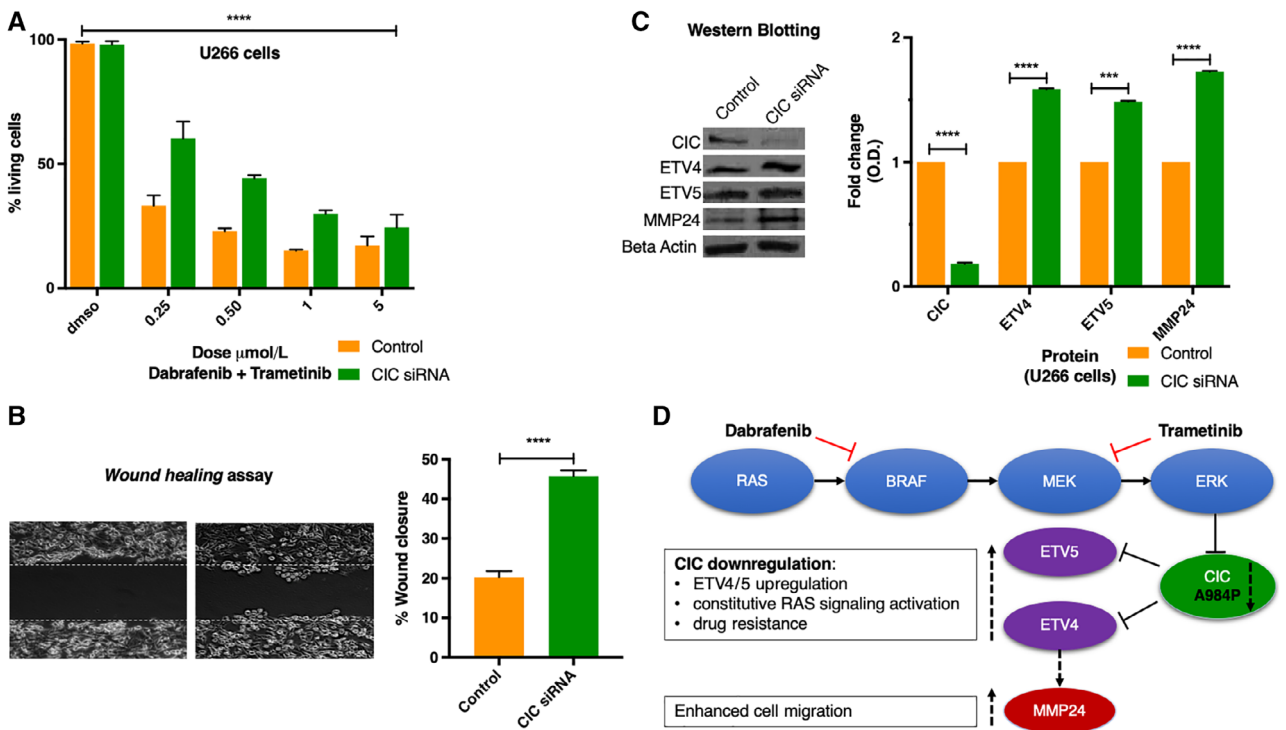 A
****
U266 cells
% living cells
100
50
0
dmso
0.25
0.50
1
5
Dose μmol/L
Dabrafenib + Trametinib
Control
CIC siRNA
B
Wound healing assay
% Wound closure
50
40
30
20
10
0
****
Control
CIC siRNA
C
Western Blotting
Control
CIC siRNA
CIC
ETV4
ETV5
MMP24
Beta Actin
Fold change
(O.D.)
2
1
0
****
****
***
****
CIC
ETV4
ETV5
MMP24
Protein
(U266 cells)
Control
CIC siRNA
D
Dabrafenib
Trametinib
RAS
BRAF
MEK
ERK
CIC downregulation:
• ETV4/5 upregulation
• constitutive RAS signaling activation
• drug resistance
ETV5
CIC
A984P
ETV4
Enhanced cell migration
MMP24